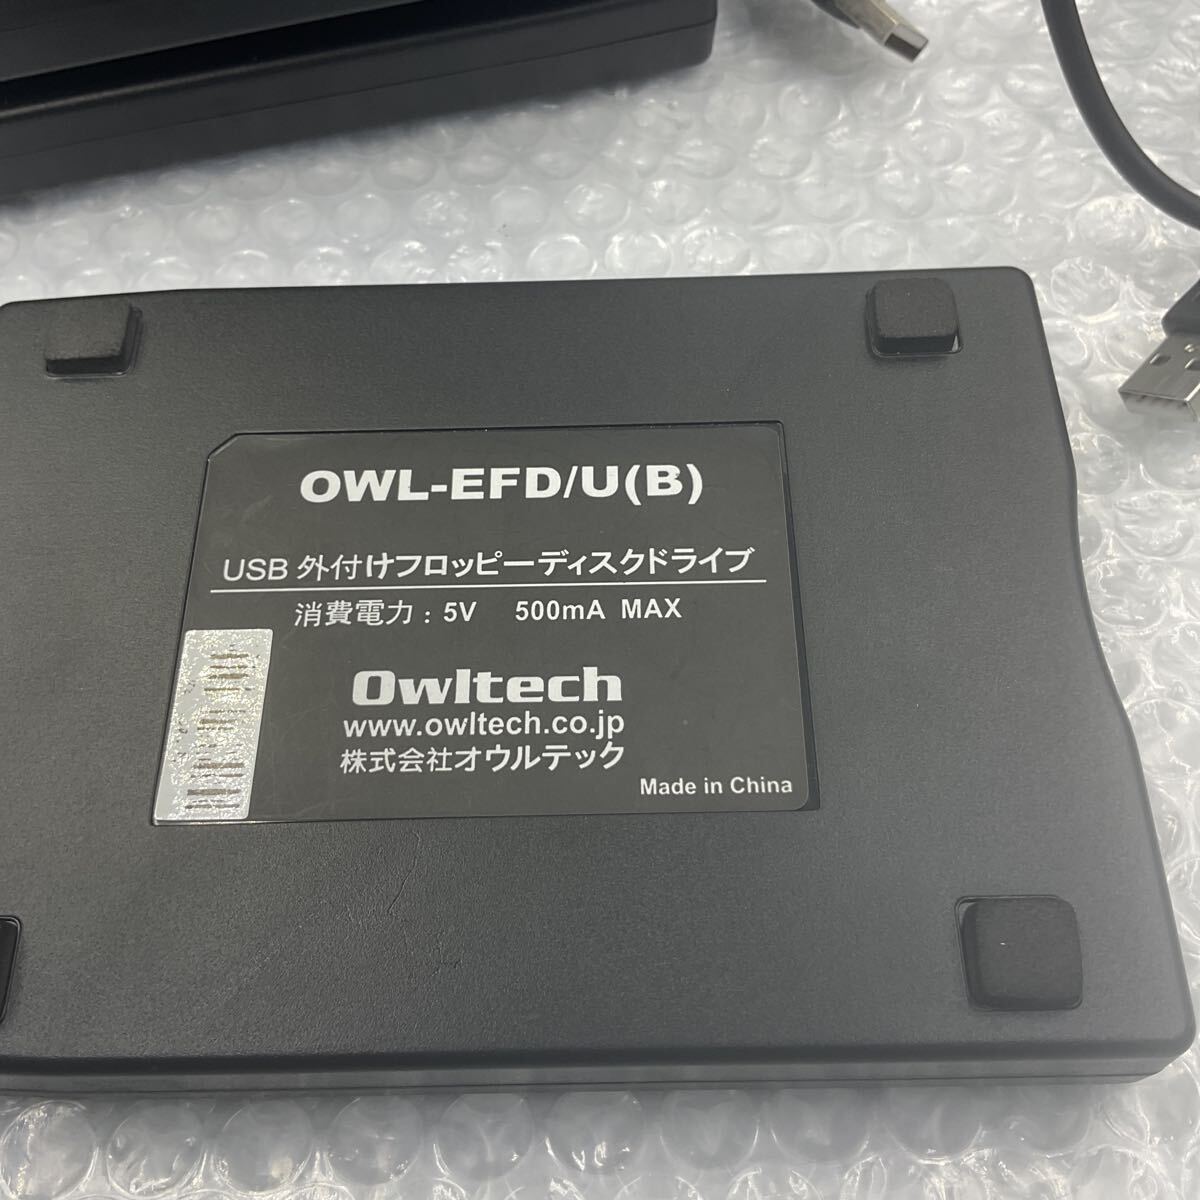 OWL-EFD/U(B)
USB 外付けフロッピーディスクドライブ
消費電力：5V 500mA MAX
Owltech
www.owltech.co.jp
株式会社オウルテック
Made in China